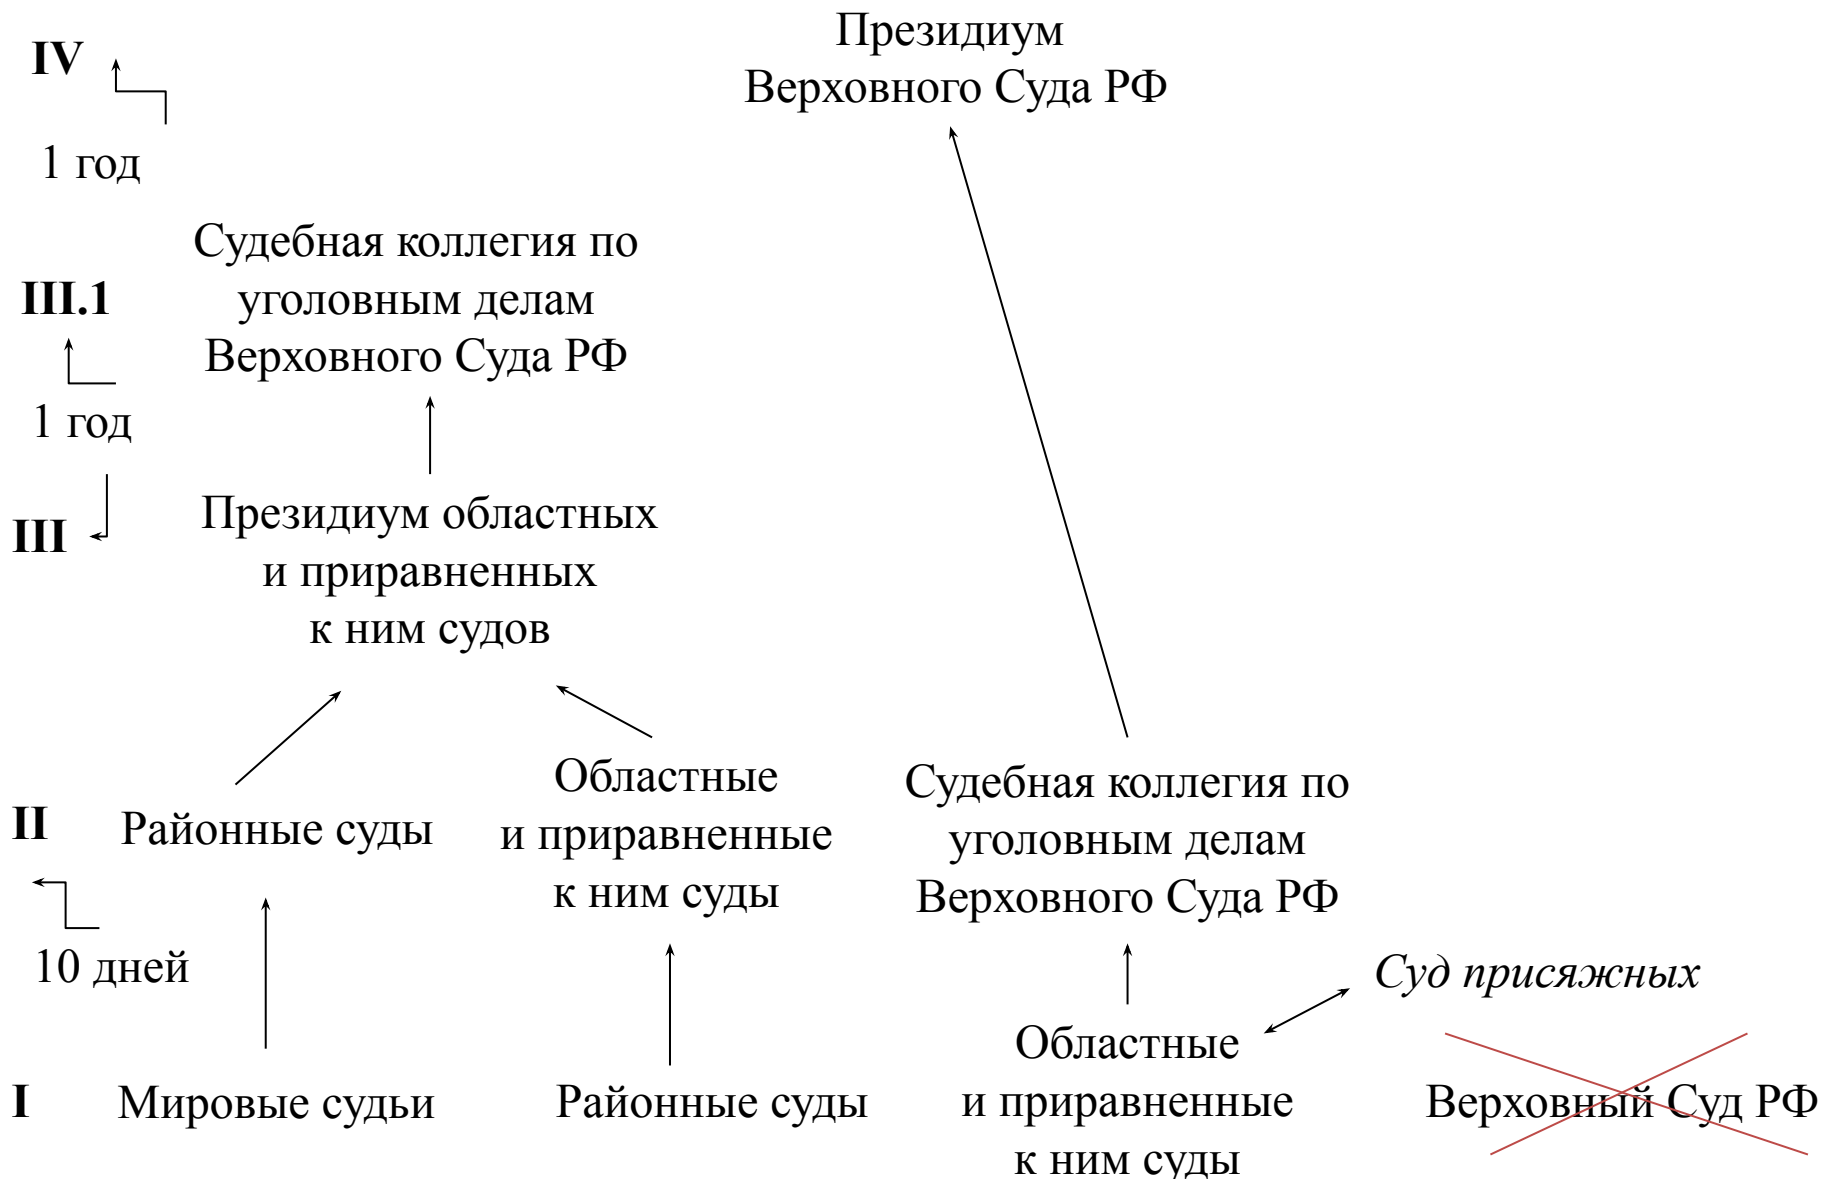 Президиум
Верховного Суда РФ
IV
1 год
Судебная коллегия по
уголовным делам
Верховного Суда РФ
III.1
1 год
III
Президиум областных
и приравненных
к ним судов
II
Районные суды
Областные
и приравненные
к ним суды
Судебная коллегия по
уголовным делам
Верховного Суда РФ
10 дней
Суд присяжных
I
Мировые судьи
Районные суды
Областные
и приравненные
к ним суды
Верховный Суд РФ